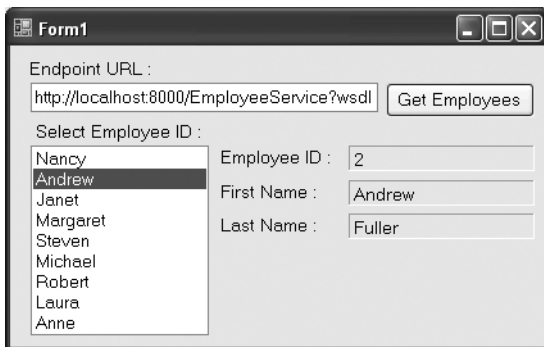 Form1
Endpoint URL :
http://localhost:8000/EmployeeService?wsdl
Get Employees
Select Employee ID :
Nancy
Andrew
Janet
Margaret
Steven
Michael
Robert
Laura
Anne
Employee ID : 2
First Name : Andrew
Last Name : Fuller